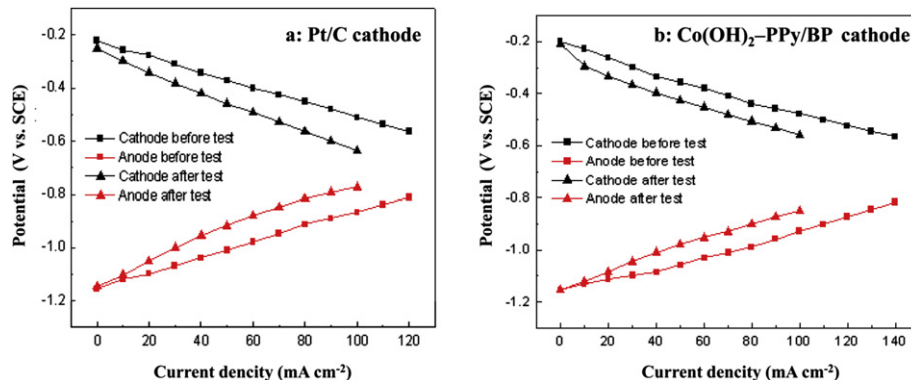 a: Pt/C cathode
-0.2
-0.4
-0.6
-0.8
-1.0
-1.2
Potential (V vs. SCE)
Cathode before test
Anode before test
Cathode after test
Anode after test
0 20 40 60 80 100 120
Current dencity (mA cm⁻²)
b: Co(OH)₂–PPy/BP cathode
-0.2
-0.4
-0.6
-0.8
-1.0
-1.2
Potential (V vs. SCE)
Cathode before test
Anode before test
Cathode after test
Anode after test
0 20 40 60 80 100 120 140
Current dencity (mA cm⁻²)